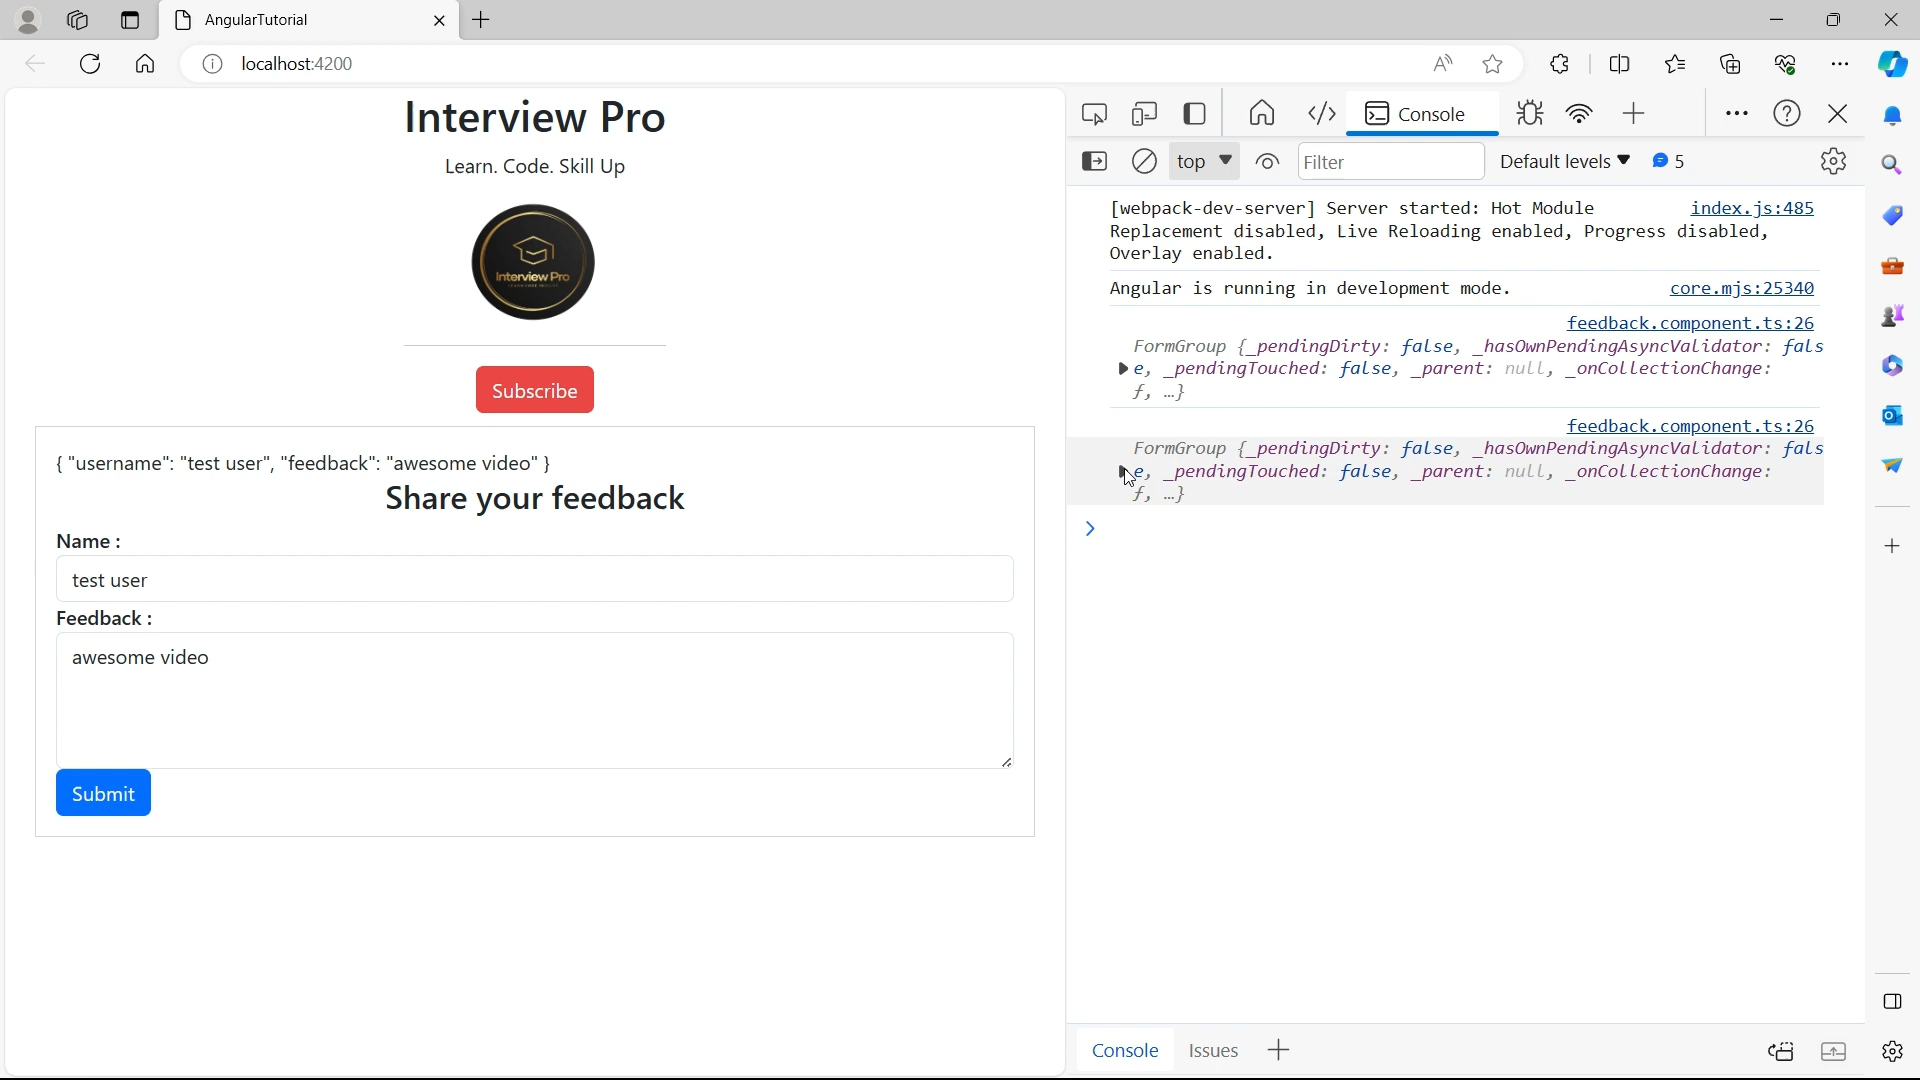 AngularTutorial
localhost:4200
Interview Pro
Learn. Code. Skill Up
Interview Pro
Subscribe
{ "username": "test user", "feedback": "awesome video" }
Share your feedback
Name :
test user
Feedback :
awesome video
Submit
Console
top
Filter
Default levels
5
[webpack-dev-server] Server started: Hot Module index.js:485
Replacement disabled, Live Reloading enabled, Progress disabled,
Overlay enabled.
Angular is running in development mode. core.mjs:25340
feedback.component.ts:26
FormGroup {_pendingDirty: false, _hasOwnPendingAsyncValidator: fals
e, _pendingTouched: false, _parent: null, _onCollectionChange:
f, …}
feedback.component.ts:26
FormGroup {_pendingDirty: false, _hasOwnPendingAsyncValidator: fals
e, _pendingTouched: false, _parent: null, _onCollectionChange:
f, …}
Console
Issues